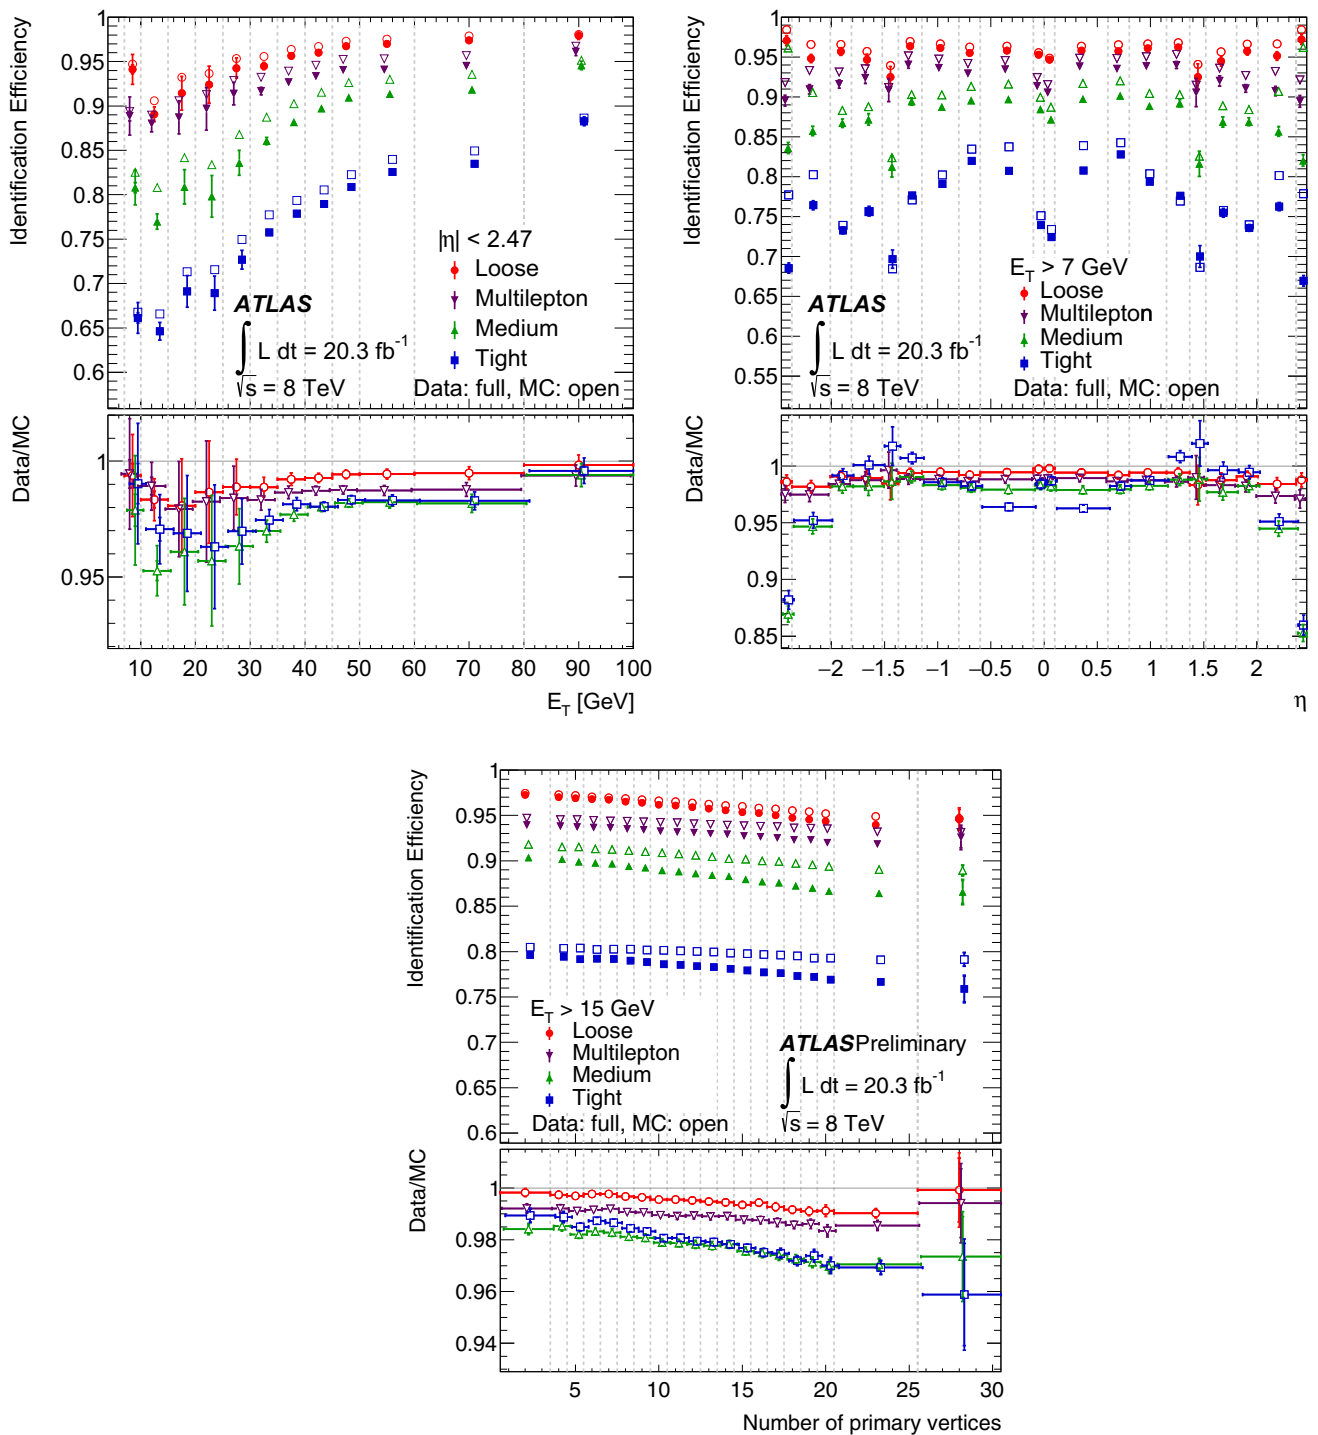 Identification Efficiency
1
0.95
0.9
0.85
0.8
0.75
0.7
0.65
0.6
|η| < 2.47
Loose
Multilepton
Medium
Tight
ATLAS
∫ L dt = 20.3 fb⁻¹
√s = 8 TeV
Data: full, MC: open
Data/MC
1
0.95
10 20 30 40 50 60 70 80 90 100
E_T [GeV]
Identification Efficiency
1
0.95
0.9
0.85
0.8
0.75
0.7
0.65
0.6
0.55
E_T > 7 GeV
Loose
Multilepton
Medium
Tight
ATLAS
∫ L dt = 20.3 fb⁻¹
√s = 8 TeV
Data: full, MC: open
Data/MC
1
0.95
0.9
0.85
−2 −1.5 −1 −0.5 0 0.5 1 1.5 2
η
Identification Efficiency
1
0.95
0.9
0.85
0.8
0.75
0.7
0.65
0.6
E_T > 15 GeV
Loose
Multilepton
Medium
Tight
Data: full, MC: open
ATLAS Preliminary
∫ L dt = 20.3 fb⁻¹
√s = 8 TeV
Data/MC
1
0.98
0.96
0.94
5 10 15 20 25 30
Number of primary vertices